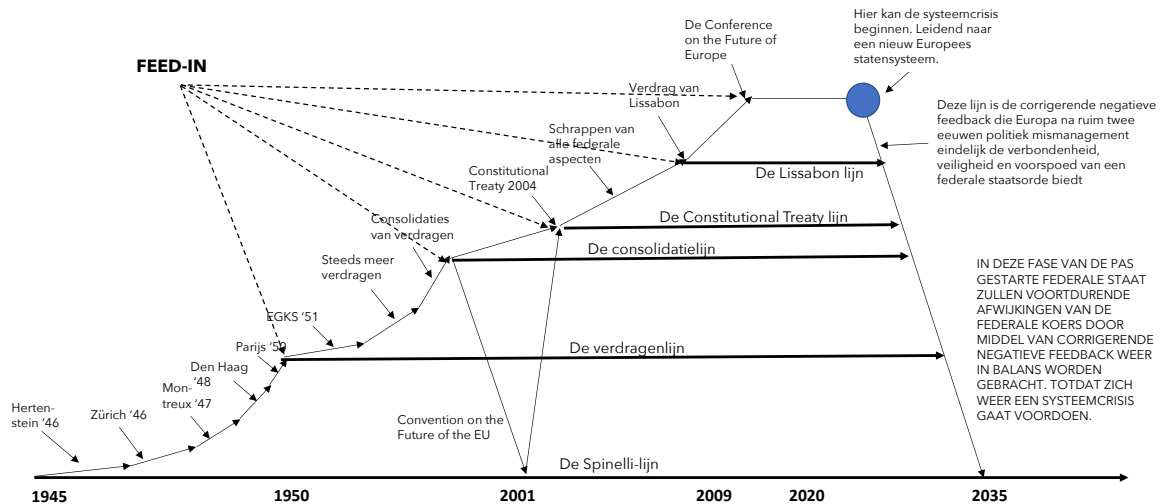 De Conference
on the Future of
Europe
Hier kan de systeemcrisis
beginnen. Leidend naar
een nieuw Europees
statensysteem.
FEED-IN
Verdrag van
Lissabon
Deze lijn is de corrigerende negatieve
feedback die Europa na ruim twee
eeuwen politiek mismanagement
eindelijk de verbondenheid,
veiligheid en voorspoed van een
federale staatsorde biedt
Schrappen van
alle federale
aspecten
De Lissabon lijn
Constitutional
Treaty 2004
De Constitutional Treaty lijn
Consolidaties
van verdragen
De consolidatielijn
Steeds meer
verdragen
IN DEZE FASE VAN DE PAS
GESTARTE FEDERALE STAAT
ZULLEN VOORTDURENDE
AFWIJKINGEN VAN DE
FEDERALE KOERS DOOR
MIDDEL VAN CORRIGERENDE
NEGATIEVE FEEDBACK WEER
IN BALANS WORDEN
GEBRACHT. TOTDAT ZICH
WEER EEN SYSTEEMCRISIS
GAAT VOORDOEN.
EGKS ‘51
Parijs ‘50
De verdragenlijn
Den Haag
‘48
Mon-
treux ‘47
Zürich ‘46
Herten-
stein ‘46
Convention on the
Future of the EU
De Spinelli-lijn
1945
1950
2001
2009
2020
2035